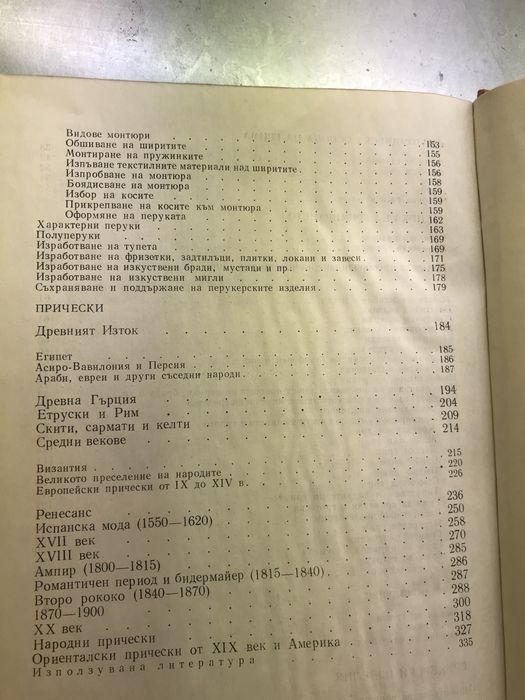 Видове монтюри . . . . . . 153
Обшиване на ширитите . . . . . . 155
Монтиране на пружинките . . . . . . 156
Изпъване текстилните материали над ширитите . . . . . . 156
Изпробване на монтюра . . . . . . 158
Боядисване на монтюра . . . . . . 159
Избор на косите . . . . . . 159
Прикрепване на косите към монтюра . . . . . . 159
Оформяне на перуката . . . . . . 162
Характерни перуки . . . . . . 163
Полуперуки . . . . . . 169
Изработване на тупета . . . . . . 169
Изработване на фризетки, задтилъци, плитки, локани и завеси . . . . . . 171
Изработване на изкуствени бради, мустаци и пр. . . . . . . 175
Изработване на изкуствени мигли . . . . . . 178
Съхраняване и поддържане на перукерските изделия . . . . . . 179
ПРИЧЕСКИ
Древният Изток . . . . . . 184
Египет . . . . . . 185
Асиро-Вавилония и Персия . . . . . . 186
Араби, евреи и други съседни народи . . . . . . 187
Древна Гърция . . . . . . 194
Етруски и Рим . . . . . . 204
Скити, сармати и келти . . . . . . 209
Средни векове . . . . . . 214
Византия . . . . . . 215
Великото преселение на народите . . . . . . 220
Европейски прически от IX до XIV в. . . . . . . 226
Ренесанс . . . . . . 236
Испанска мода (1550—1620) . . . . . . 250
XVII век . . . . . . 258
XVIII век . . . . . . 270
Ампир (1800—1815) . . . . . . 285
Романтичен период и бидермайер (1815—1840) . . . . . . 286
Второ рококо (1840—1870) . . . . . . 287
1870—1900 . . . . . . 288
XX век . . . . . . 300
Народни прически . . . . . . 318
Ориенталски прически от XIX век и Америка . . . . . . 327
Използувана литература . . . . . . 335